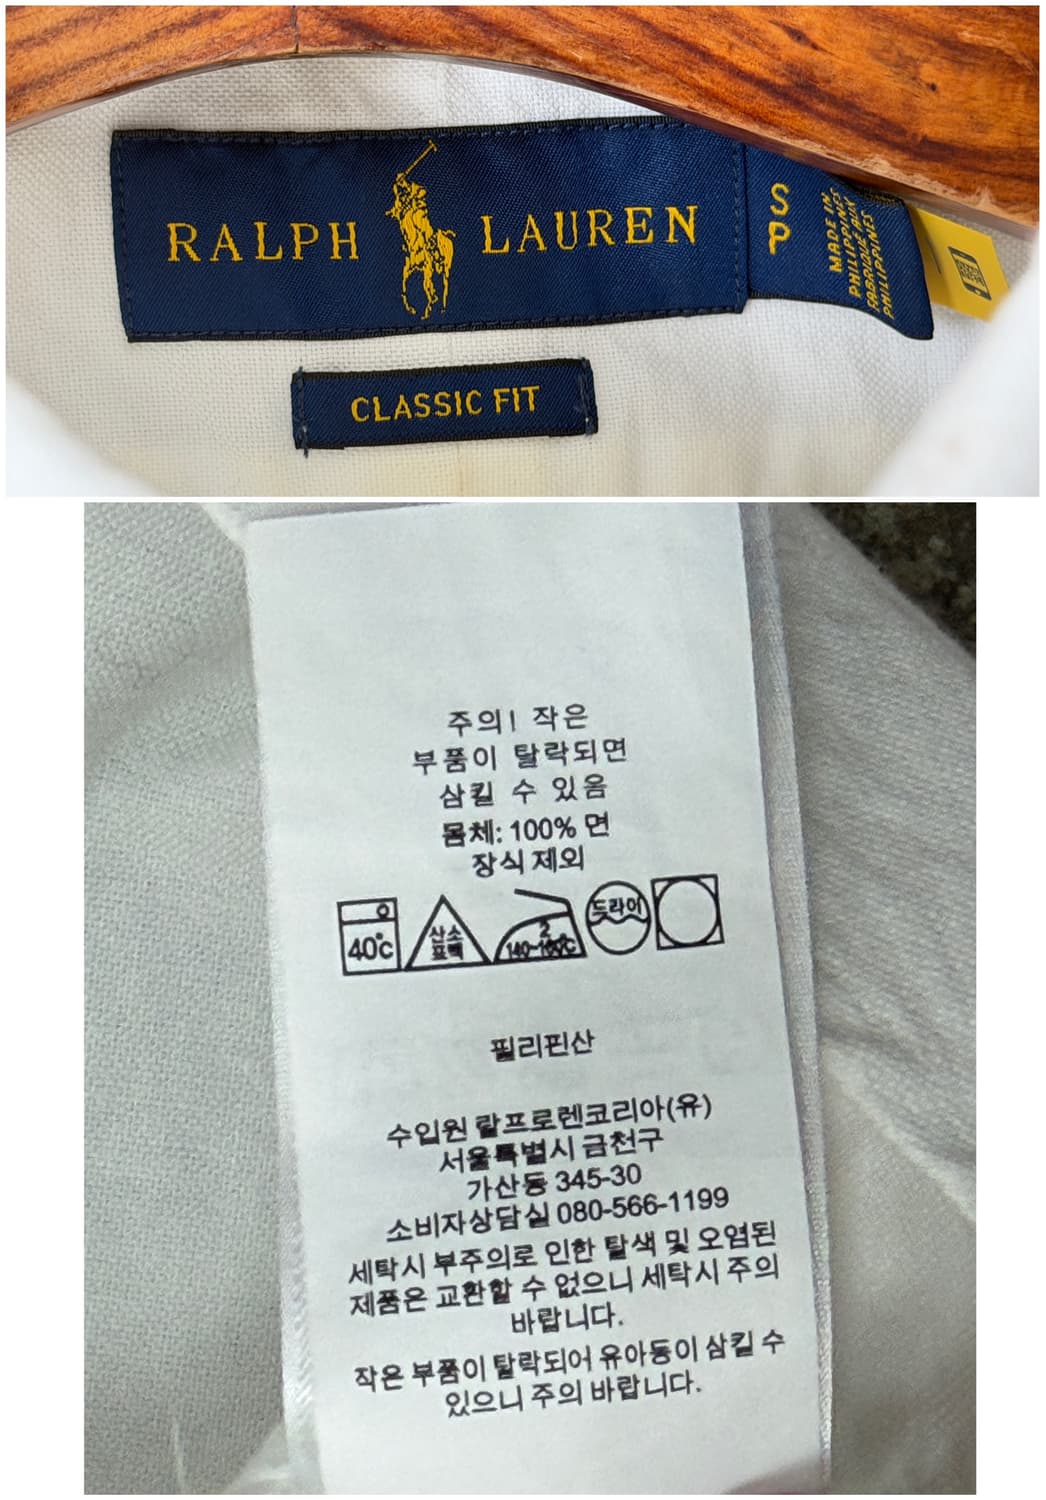 RALPH LAUREN
S
P
MADE IN
PHILIPPINES
FABRIQUÉ AUX
PHILIPPINES
CLASSIC FIT
주의! 작은
부품이 탈락되면
삼킬 수 있음
몸체: 100% 면
장식 제외
40℃
산소
표백
2
140~160℃
드라이
필리핀산
수입원 랄프로렌코리아(유)
서울특별시 금천구
가산동 345-30
소비자상담실 080-566-1199
세탁시 부주의로 인한 탈색 및 오염된
제품은 교환할 수 없으니 세탁시 주의
바랍니다.
작은 부품이 탈락되어 유아동이 삼킬 수
있으니 주의 바랍니다.